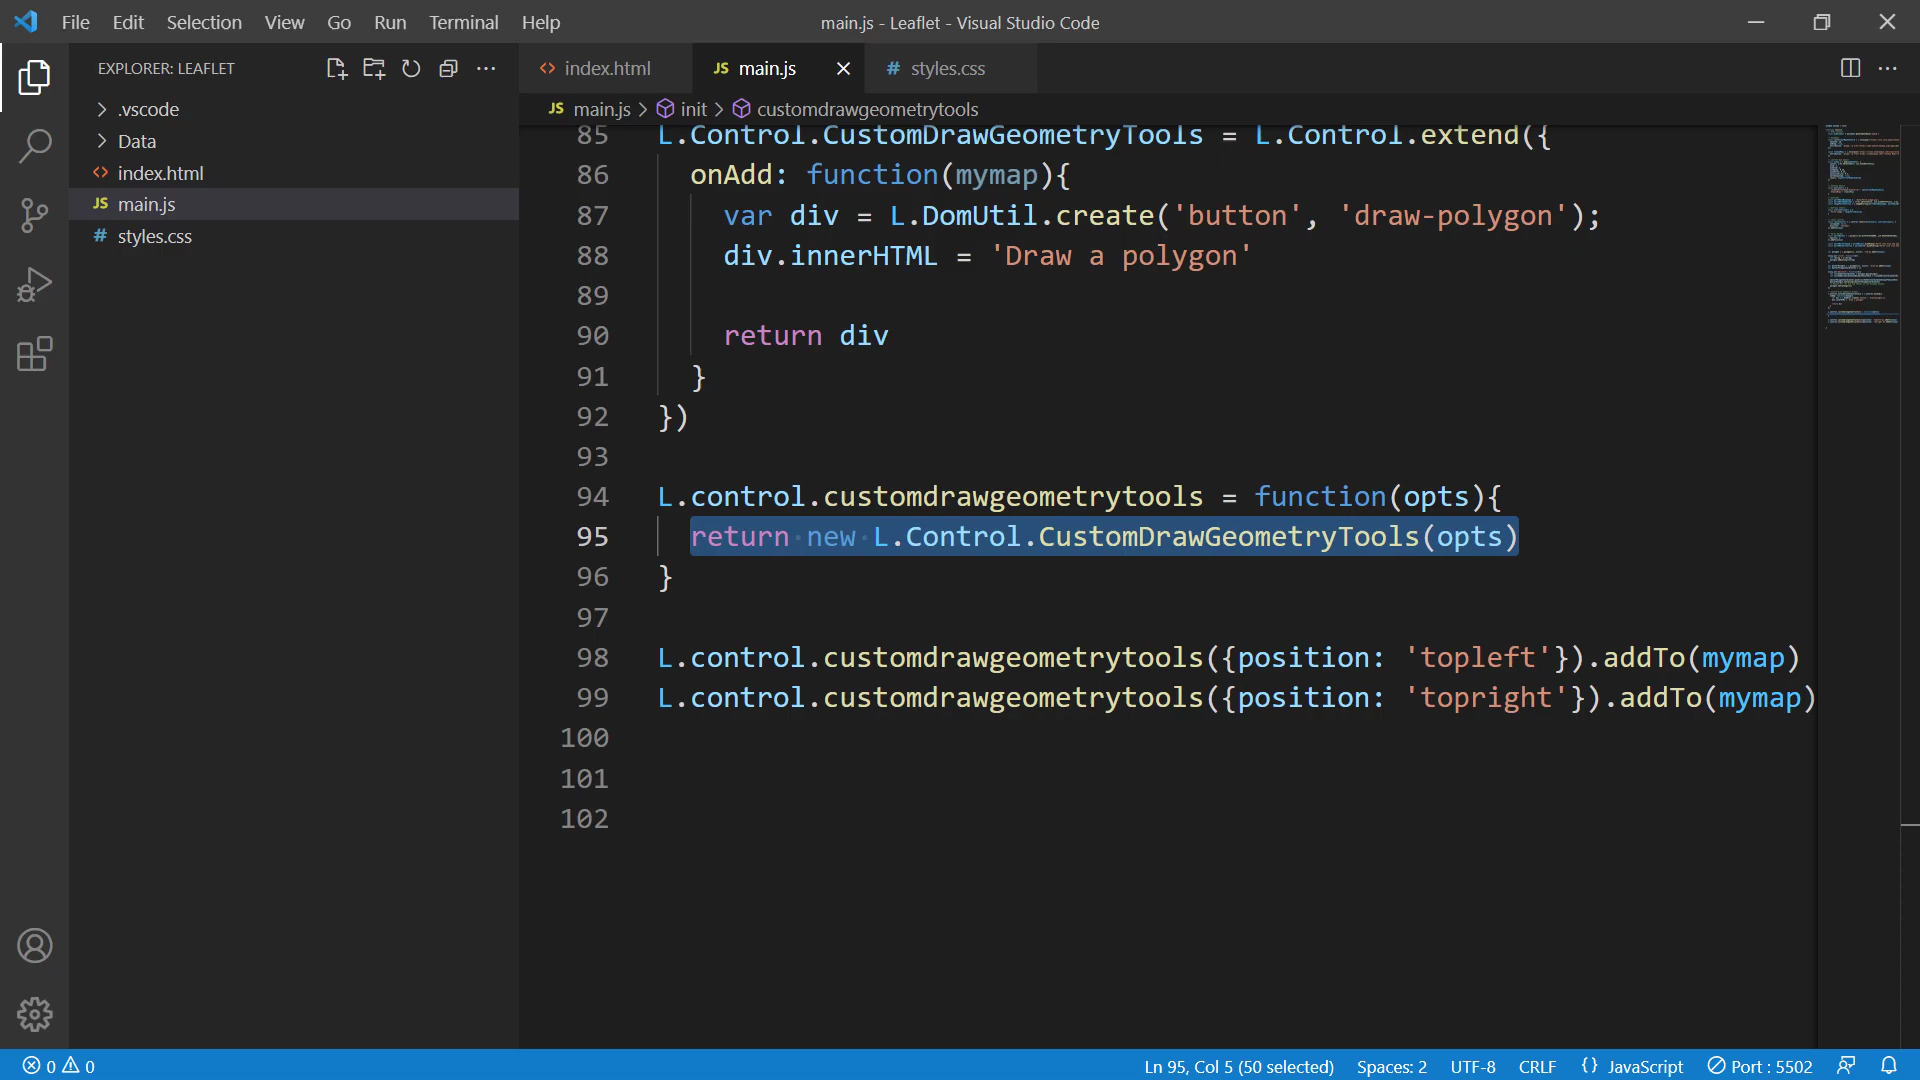 File Edit Selection View Go Run Terminal Help
main.js - Leaflet - Visual Studio Code
EXPLORER: LEAFLET
.vscode
Data
<> index.html
JS main.js
# styles.css
<> index.html
JS main.js
# styles.css
JS main.js > init > customdrawgeometrytools
85 L.Control.CustomDrawGeometryTools = L.Control.extend({
86 onAdd: function(mymap){
87 var div = L.DomUtil.create('button', 'draw-polygon');
88 div.innerHTML = 'Draw a polygon'
89
90 return div
91 }
92 })
93
94 L.control.customdrawgeometrytools = function(opts){
95 return new L.Control.CustomDrawGeometryTools(opts)
96 }
97
98 L.control.customdrawgeometrytools({position: 'topleft'}).addTo(mymap)
99 L.control.customdrawgeometrytools({position: 'topright'}).addTo(mymap)
100
101
102
0 0
Ln 95, Col 5 (50 selected) Spaces: 2 UTF-8 CRLF {} JavaScript Port : 5502